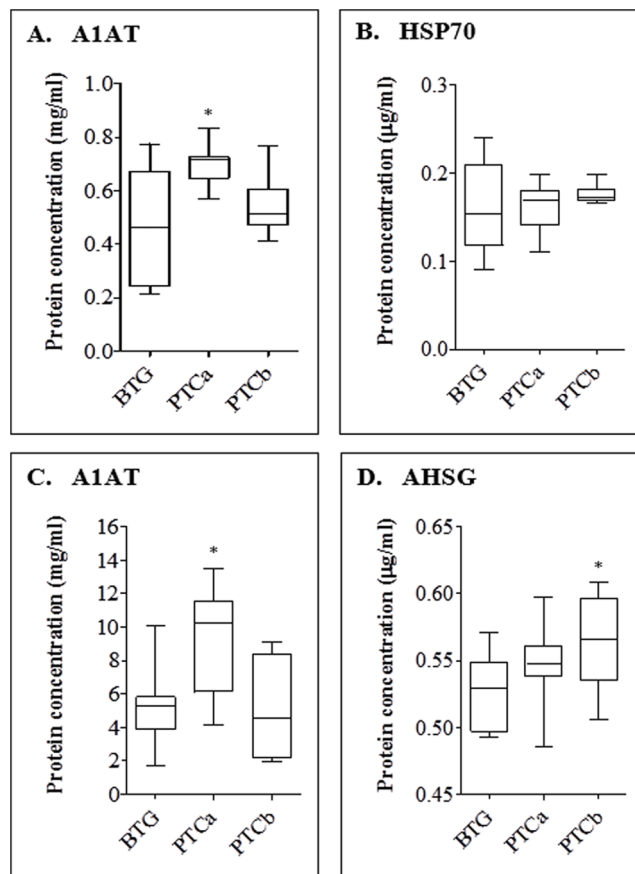 A. A1AT
Protein concentration (mg/ml)
1.0
0.8
0.6
0.4
0.2
0.0
*
BTG
PTCa
PTCb
B. HSP70
Protein concentration (µg/ml)
0.3
0.2
0.1
0.0
BTG
PTCa
PTCb
C. A1AT
Protein concentration (mg/ml)
16
14
12
10
8
6
4
2
0
*
BTG
PTCa
PTCb
D. AHSG
Protein concentration (µg/ml)
0.65
0.60
0.55
0.50
0.45
*
BTG
PTCa
PTCb